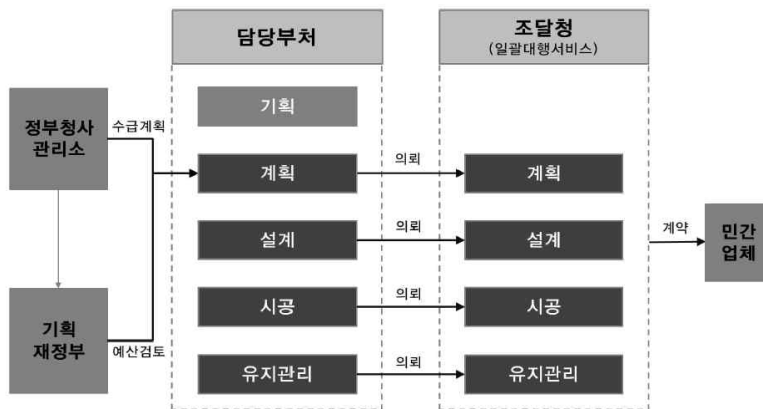 담당부처
조달청
(일괄대행서비스)
정부청사
관리소
수급계획
기획
계획
의뢰
계획
설계
의뢰
설계
계약
민간
업체
시공
의뢰
시공
기획
재정부
예산검토
유지관리
의뢰
유지관리